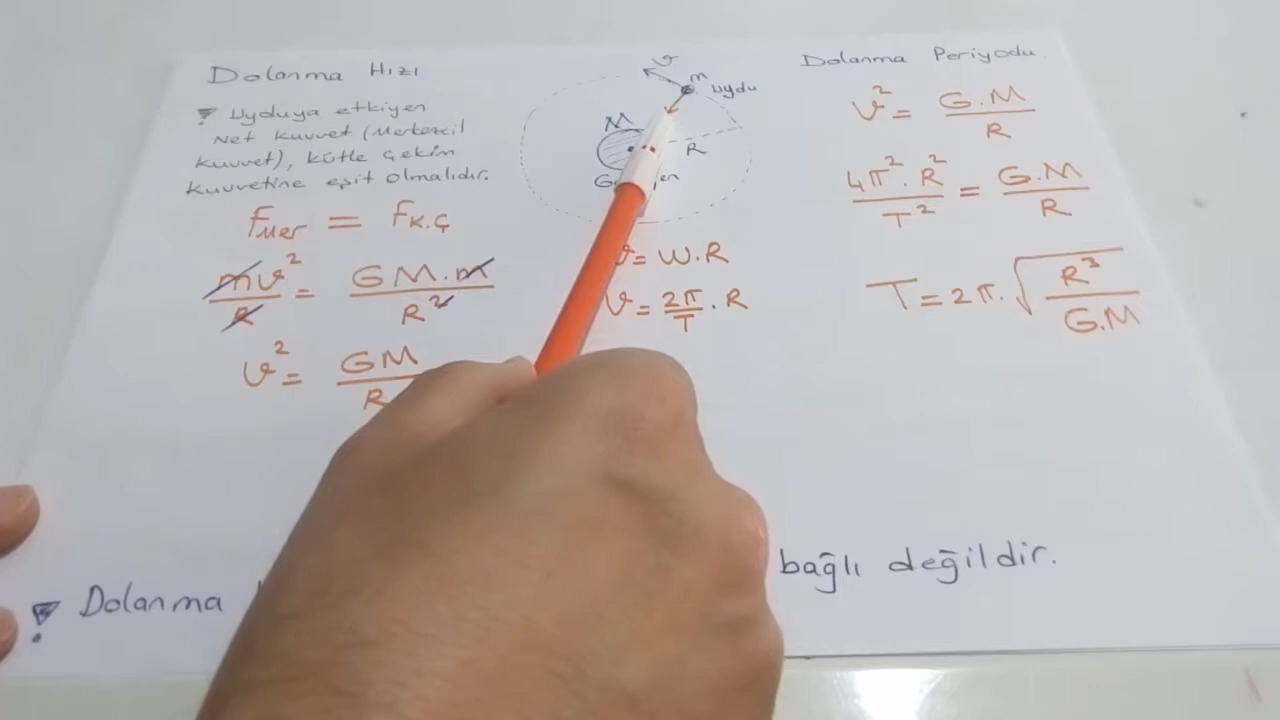 Dolanma Hızı
! Uyduya etkiyen
Net kuvvet (Merkezcil
kuvvet), kütle çekim
kuvvetine eşit olmalıdır.
F_Mer = F_K.Ç
mv²/R = GM.m/R²
v² = GM/R
v
m
Uydu
M
R
v = W.R
v = 2π/T . R
Dolanma Periyodu
v² = G.M/R
4π².R²/T² = G.M/R
T = 2π.√(R³/G.M)
! Dolanma
bağlı değildir.